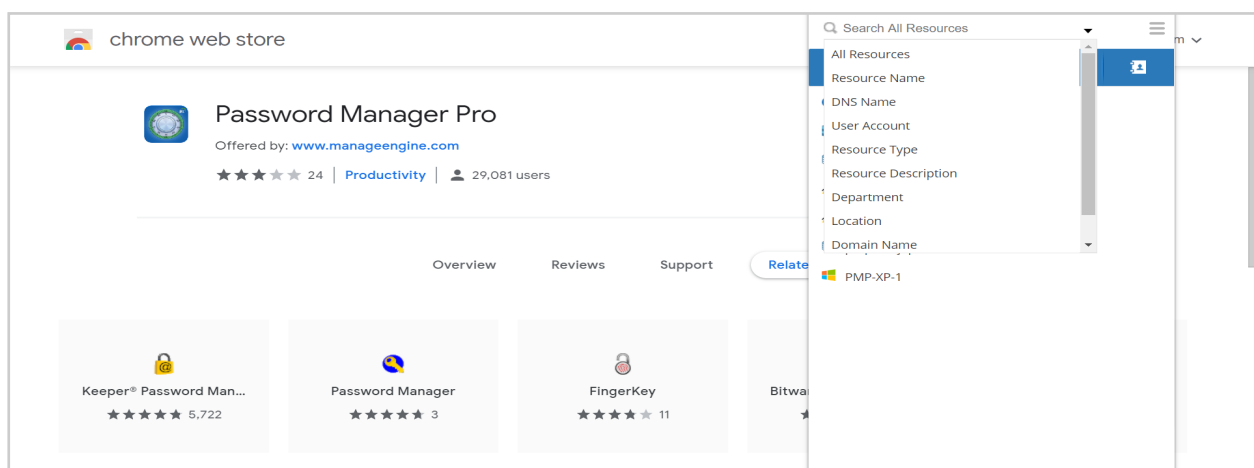 chrome web store
Password Manager Pro
Offered by: www.manageengine.com
24 | Productivity | 29,081 users
Overview Reviews Support
Keeper® Password Man...
5,722
Password Manager
3
FingerKey
11
Search All Resources
All Resources
Resource Name
DNS Name
User Account
Resource Type
Resource Description
Department
Location
Domain Name
PMP-XP-1